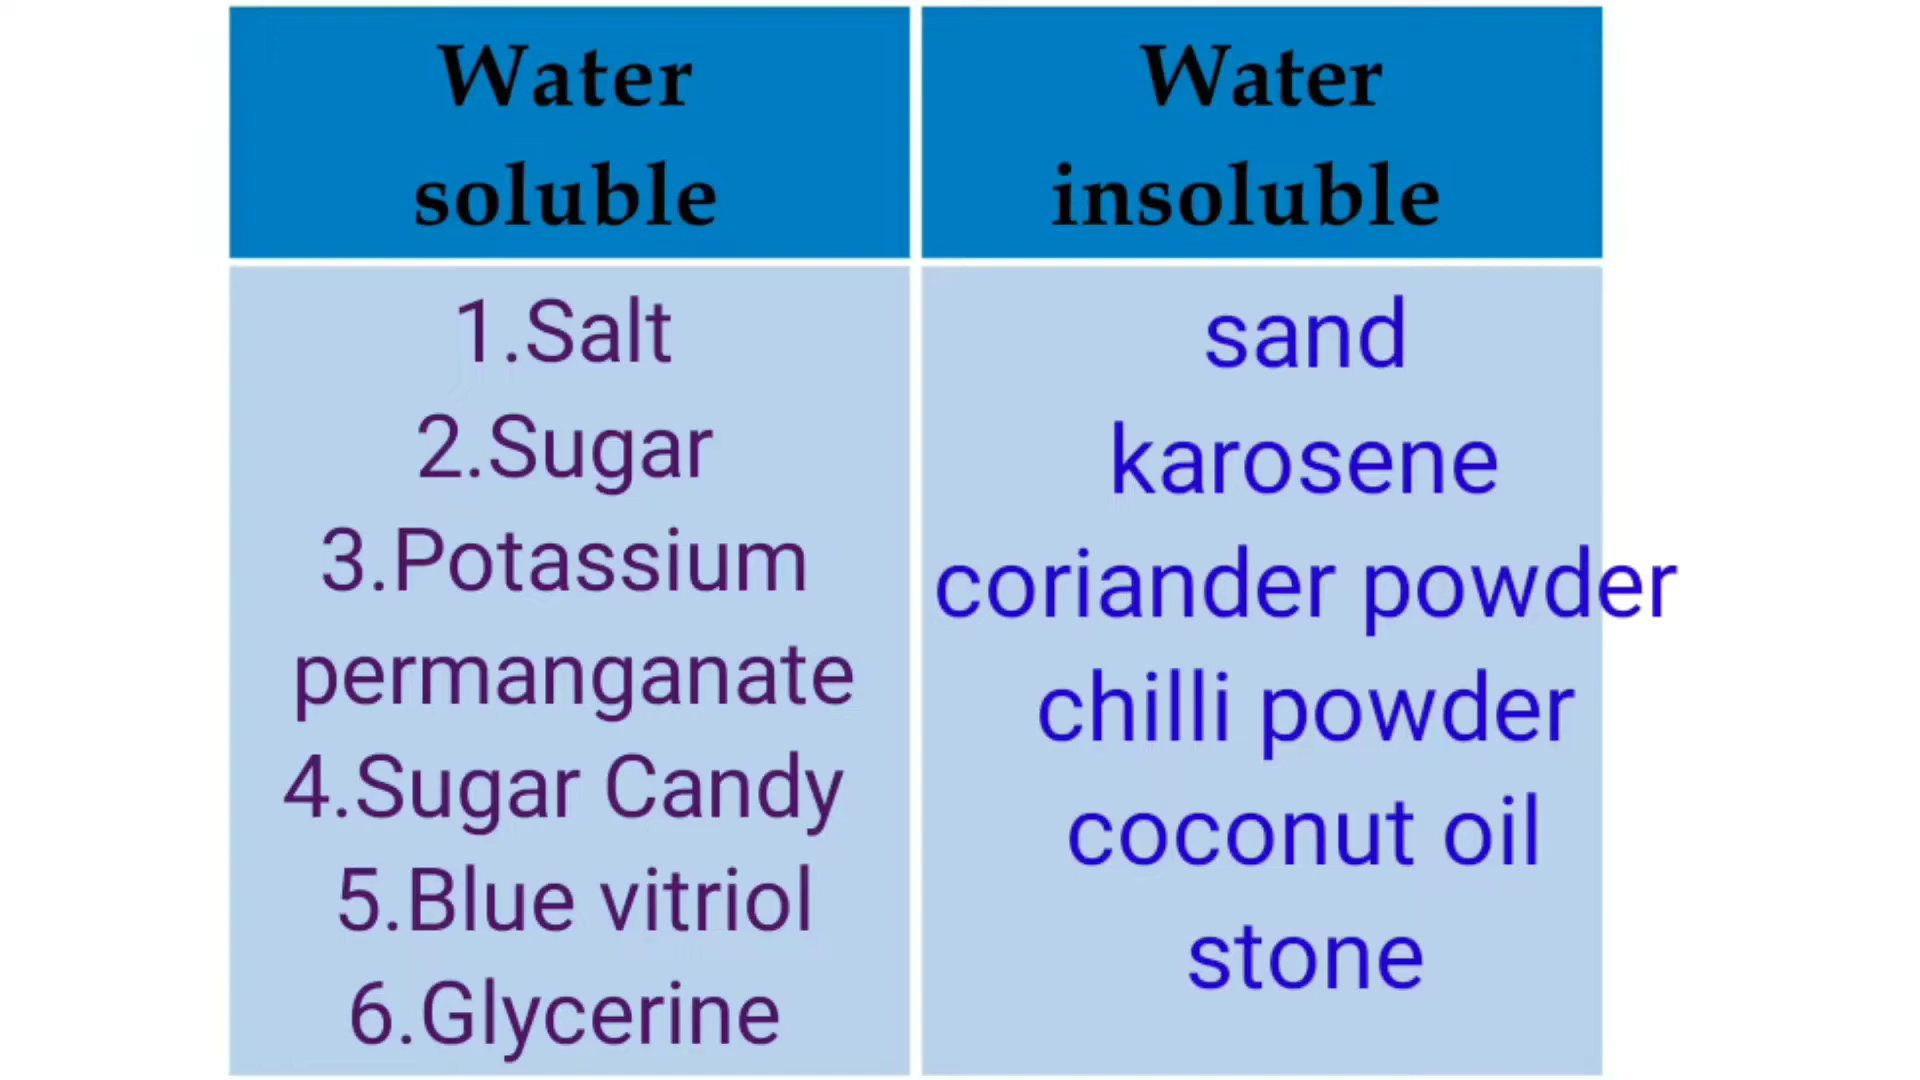 Water
soluble
Water
insoluble
1.Salt
2.Sugar
3.Potassium
permanganate
4.Sugar Candy
5.Blue vitriol
6.Glycerine
sand
karosene
coriander powder
chilli powder
coconut oil
stone